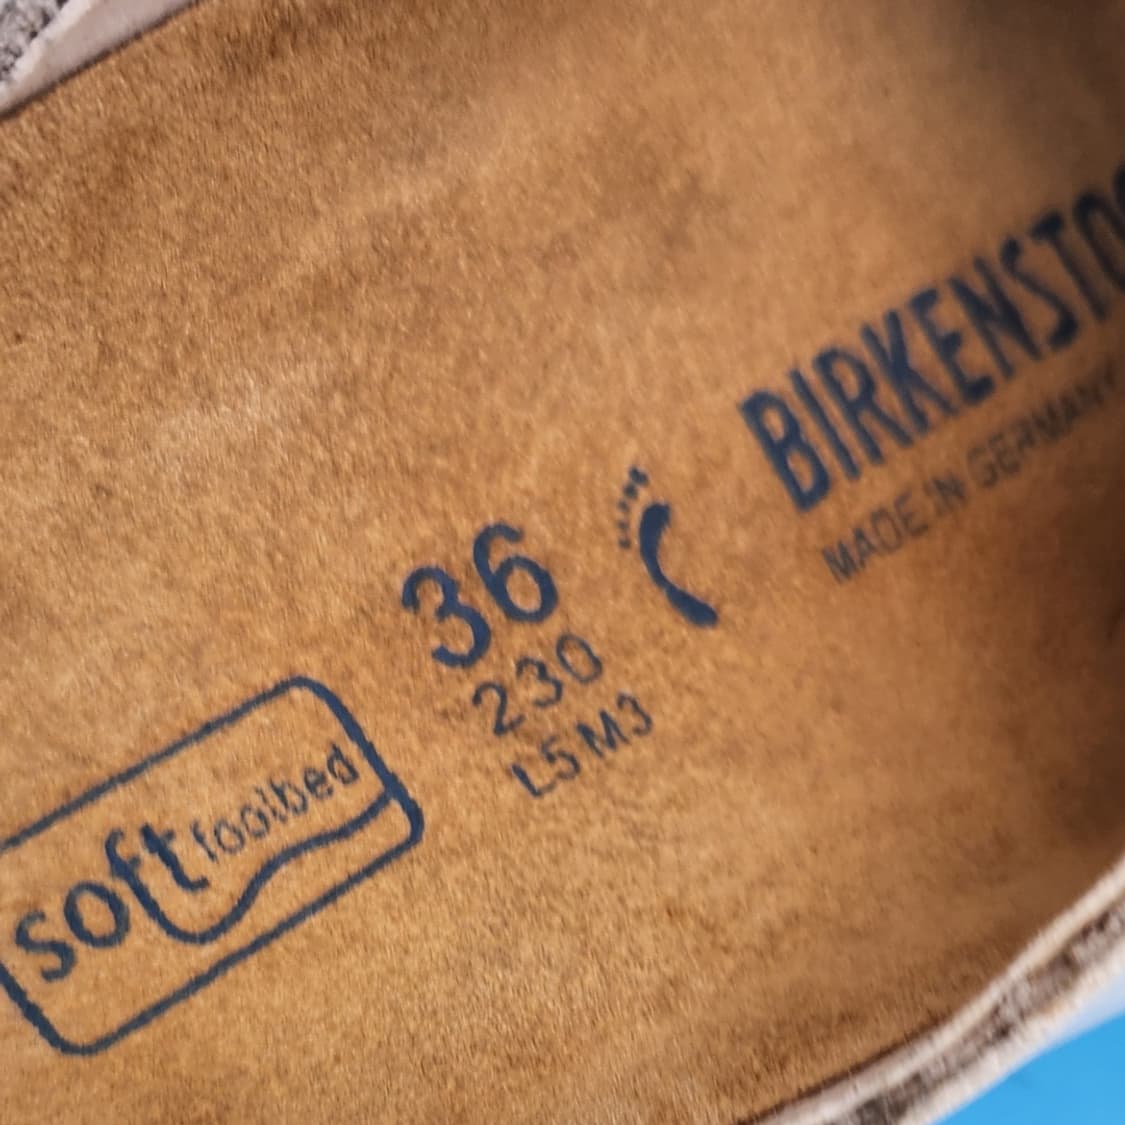 BIRKENSTO
MADE IN GERMANY
36
230
L5 M3
soft footbed